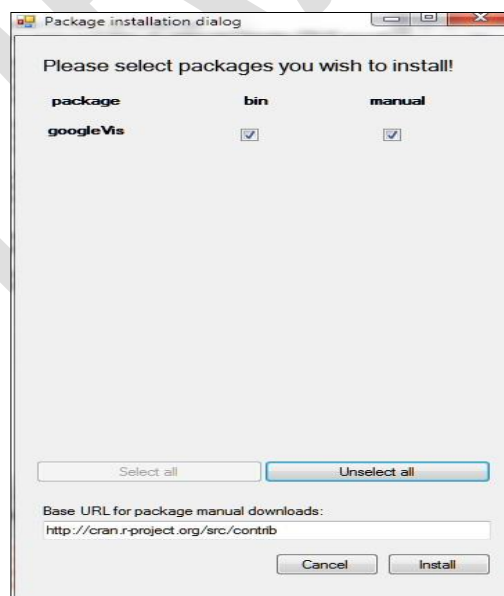 Package installation dialog
Please select packages you wish to install!
package bin manual
googleVis
Select all Unselect all
Base URL for package manual downloads:
http://cran.r-project.org/src/contrib
Cancel Install